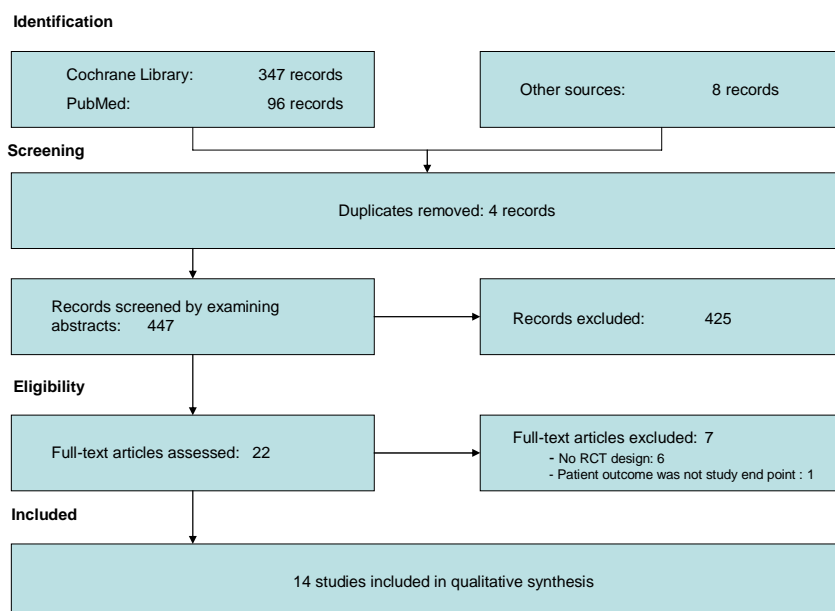 Identification
Cochrane Library: 347 records
PubMed: 96 records
Other sources: 8 records
Screening
Duplicates removed: 4 records
Records screened by examining
abstracts: 447
Records excluded: 425
Eligibility
Full-text articles assessed: 22
Full-text articles excluded: 7
- No RCT design: 6
- Patient outcome was not study end point : 1
Included
14 studies included in qualitative synthesis